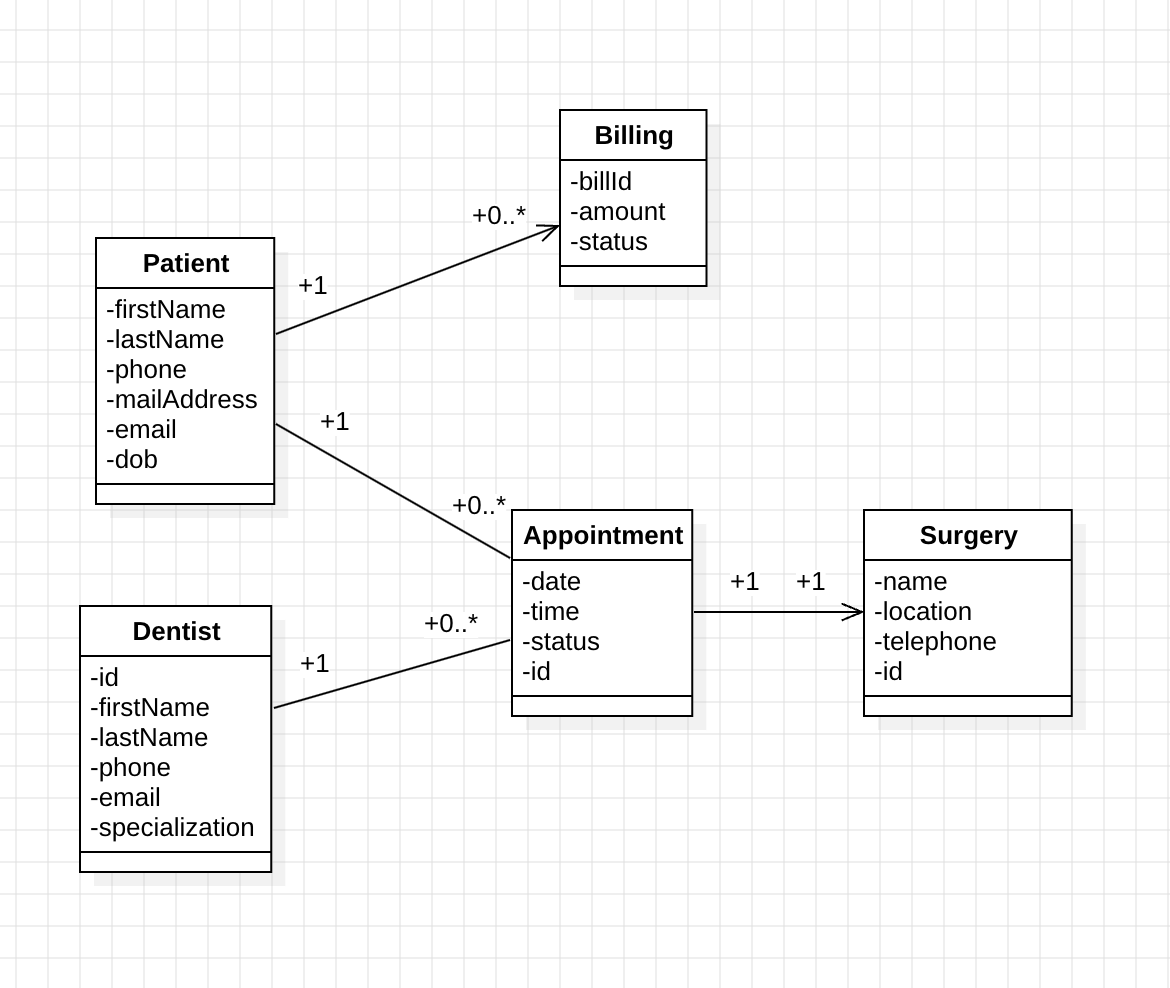 Billing
-billId
-amount
-status
+0..*
+1
Patient
-firstName
-lastName
-phone
-mailAddress
-email
-dob
+1
+0..*
Appointment
-date
-time
-status
-id
+1 +1
Surgery
-name
-location
-telephone
-id
Dentist
-id
-firstName
-lastName
-phone
-email
-specialization
+1
+0..*